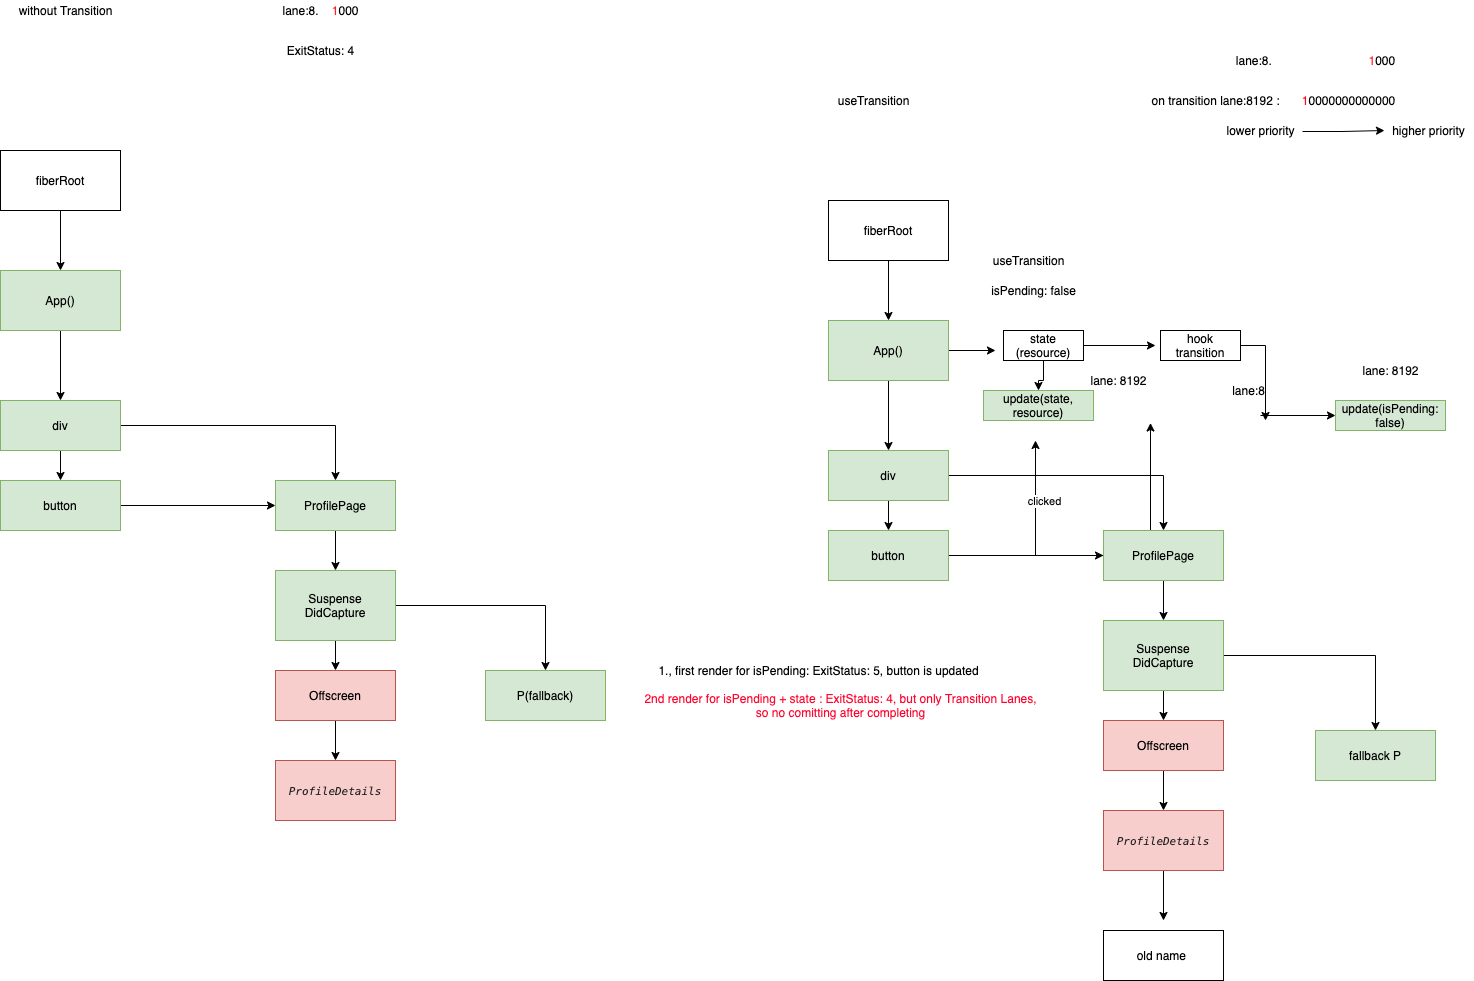 without Transition
lane:8. 1000
ExitStatus: 4
fiberRoot
App()
div
button
ProfilePage
Suspense
DidCapture
Offscreen
P(fallback)
ProfileDetails
lane:8. 1000
useTransition
on transition lane:8192 : 10000000000000
lower priority
higher priority
fiberRoot
useTransition
isPending: false
App()
state
(resource)
hook
transition
lane: 8192
lane:8
lane: 8192
update(state,
resource)
update(isPending:
false)
div
clicked
button
ProfilePage
Suspense
DidCapture
1., first render for isPending: ExitStatus: 5, button is updated
2nd render for isPending + state : ExitStatus: 4, but only Transition Lanes,
so no comitting after completing
Offscreen
fallback P
ProfileDetails
old name